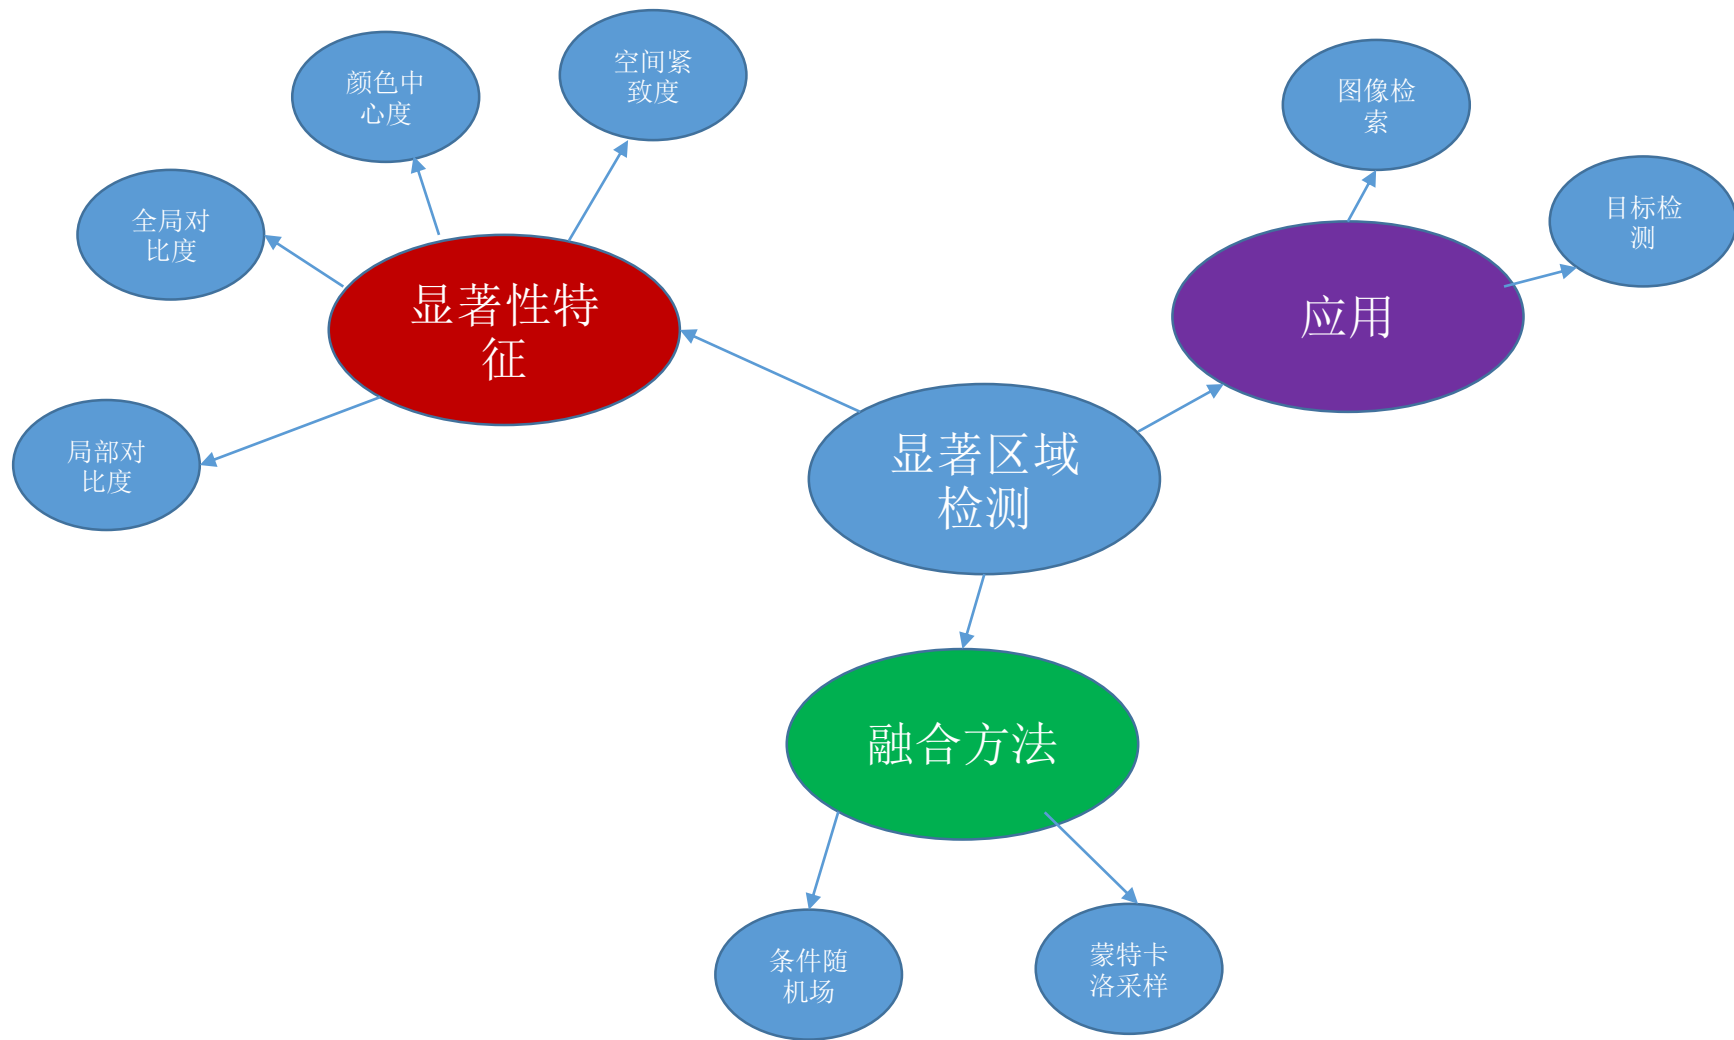 空间紧
致度
颜色中
心度
图像检
索
全局对
比度
目标检
测
显著性特
征
应用
局部对
比度
显著区域
检测
融合方法
条件随
机场
蒙特卡
洛采样